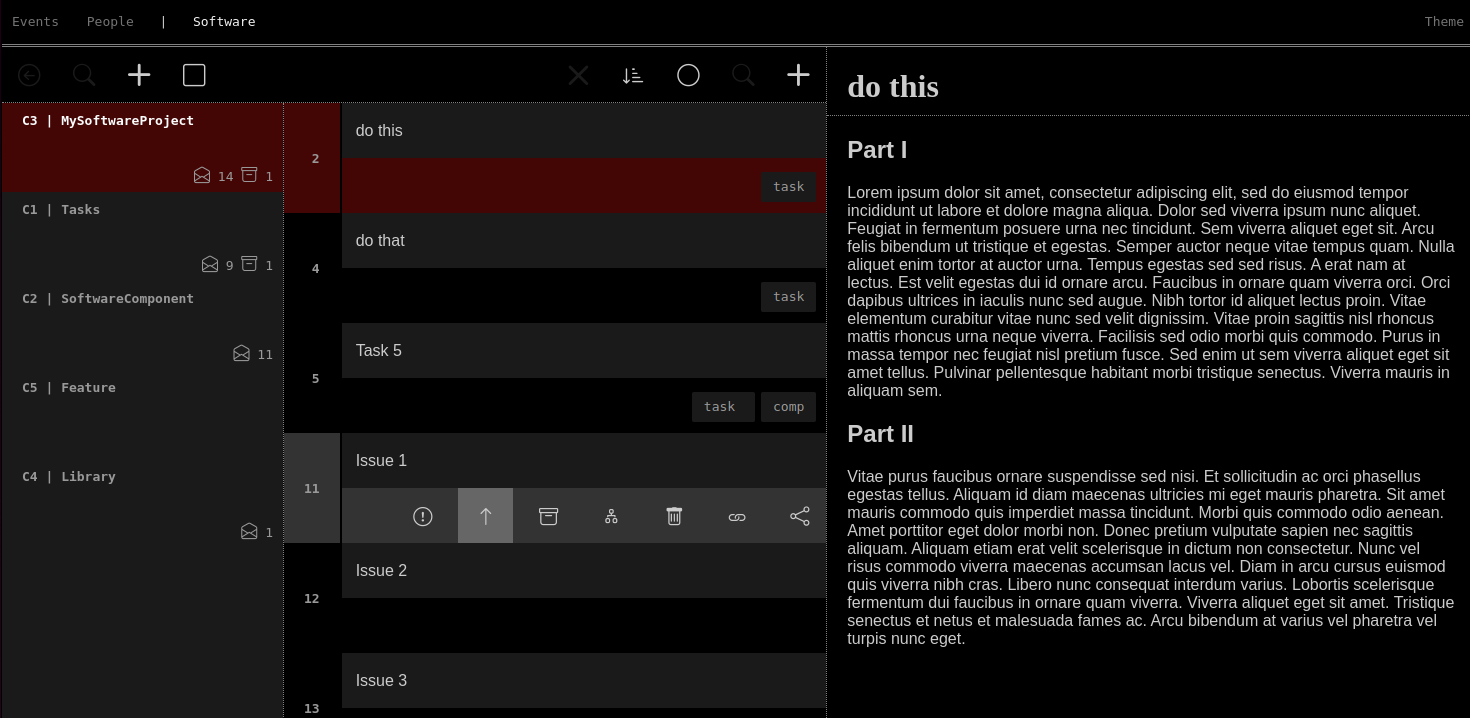 Events People | Software Theme
C3 | MySoftwareProject
14 1
C1 | Tasks
9 1
C2 | SoftwareComponent
11
C5 | Feature
C4 | Library
1
do this
2
task
do that
4
task
Task 5
5
task comp
Issue 1
11
Issue 2
12
Issue 3
13
do this
Part I
Lorem ipsum dolor sit amet, consectetur adipiscing elit, sed do eiusmod tempor
incididunt ut labore et dolore magna aliqua. Dolor sed viverra ipsum nunc aliquet.
Feugiat in fermentum posuere urna nec tincidunt. Sem viverra aliquet eget sit. Arcu
felis bibendum ut tristique et egestas. Semper auctor neque vitae tempus quam. Nulla
aliquet enim tortor at auctor urna. Tempus egestas sed sed risus. A erat nam at
lectus. Est velit egestas dui id ornare arcu. Faucibus in ornare quam viverra orci. Orci
dapibus ultrices in iaculis nunc sed augue. Nibh tortor id aliquet lectus proin. Vitae
elementum curabitur vitae nunc sed velit dignissim. Vitae proin sagittis nisl rhoncus
mattis rhoncus urna neque viverra. Facilisis sed odio morbi quis commodo. Purus in
massa tempor nec feugiat nisl pretium fusce. Sed enim ut sem viverra aliquet eget sit
amet tellus. Pulvinar pellentesque habitant morbi tristique senectus. Viverra mauris in
aliquam sem.
Part II
Vitae purus faucibus ornare suspendisse sed nisi. Et sollicitudin ac orci phasellus
egestas tellus. Aliquam id diam maecenas ultricies mi eget mauris pharetra. Sit amet
mauris commodo quis imperdiet massa tincidunt. Morbi quis commodo odio aenean.
Amet porttitor eget dolor morbi non. Donec pretium vulputate sapien nec sagittis
aliquam. Aliquam etiam erat velit scelerisque in dictum non consectetur. Nunc vel
risus commodo viverra maecenas accumsan lacus vel. Diam in arcu cursus euismod
quis viverra nibh cras. Libero nunc consequat interdum varius. Lobortis scelerisque
fermentum dui faucibus in ornare quam viverra. Viverra aliquet eget sit amet. Tristique
senectus et netus et malesuada fames ac. Arcu bibendum at varius vel pharetra vel
turpis nunc eget.